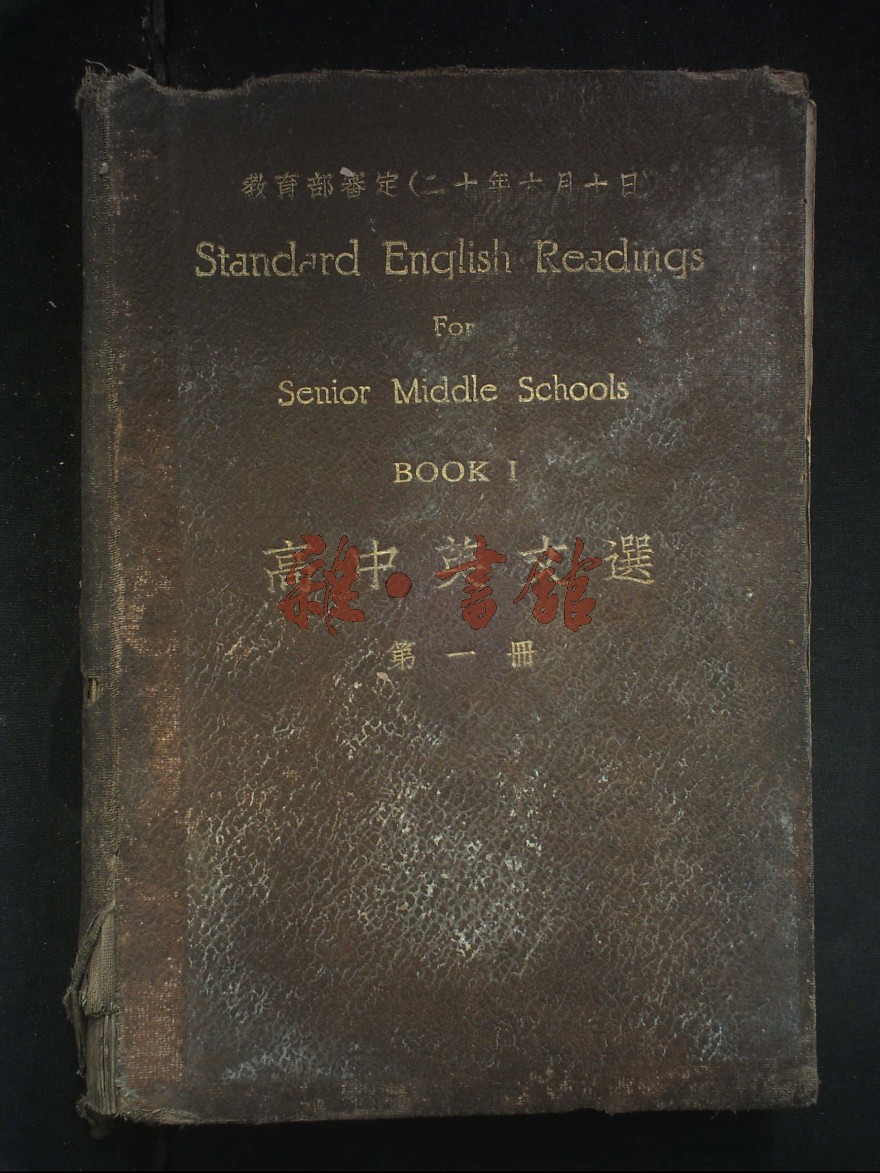 教育部審定(二十年六月十日)
Standard English Readings
For
Senior Middle Schools
BOOK I
高中英文選
雜·書館
第一冊